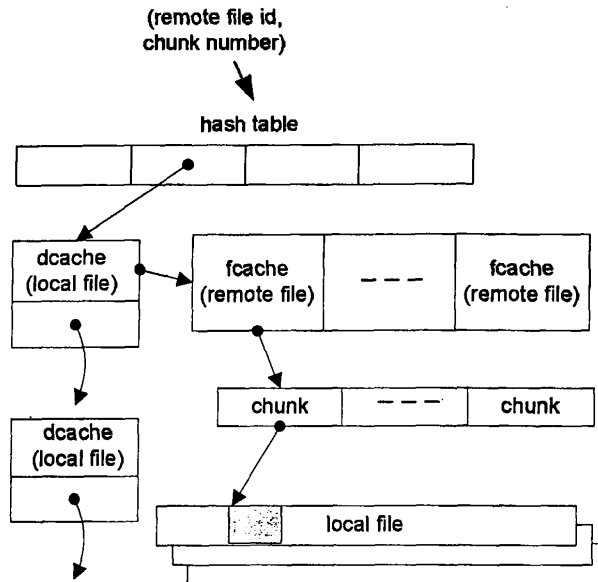 (remote file id,
chunk number)
hash table
dcache
(local file)
fcache
(remote file)
fcache
(remote file)
chunk
chunk
dcache
(local file)
local file